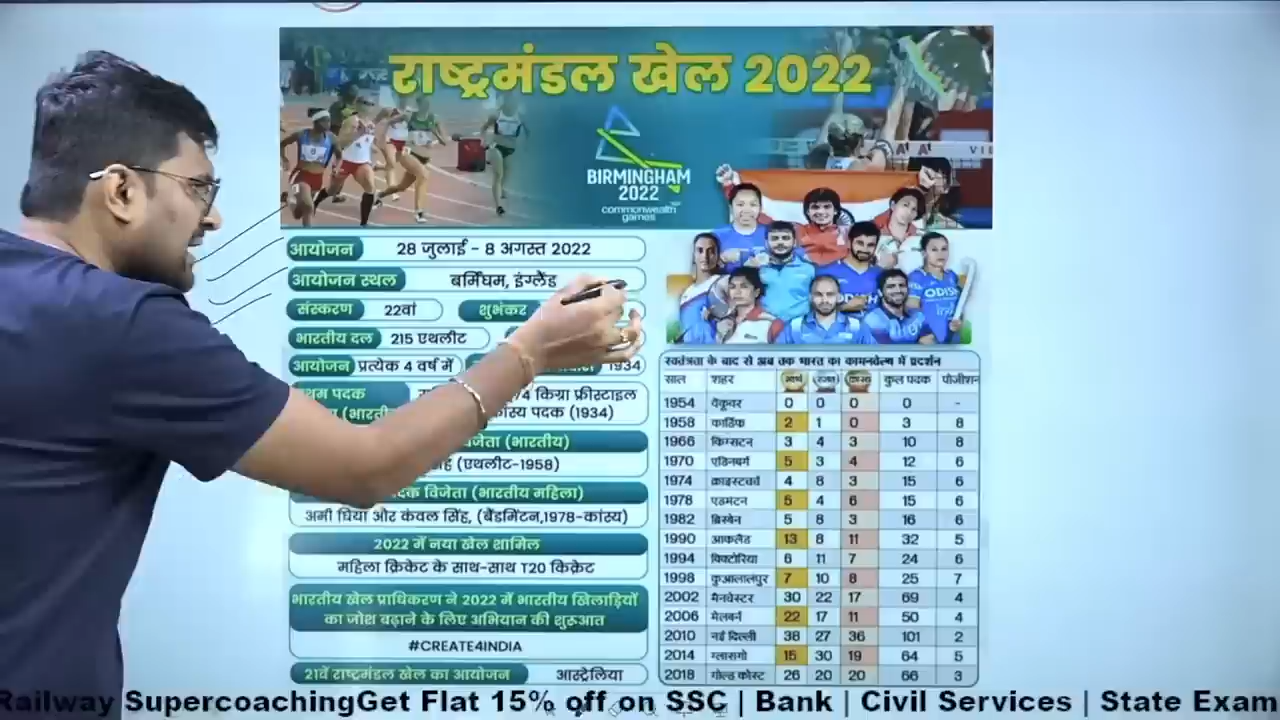 राष्ट्रमंडल खेल 2022
BIRMINGHAM
2022
commonwealth
games
आयोजन 28 जुलाई - 8 अगस्त 2022
आयोजन स्थल बर्मिंघम, इंग्लैंड
संस्करण 22वां शुभंकर
भारतीय दल 215 एथलीट
आयोजन प्रत्येक 4 वर्ष में 1934
पदक किग्रा फ्रीस्टाइल
पदक (1934)
(भारतीय)
(एथलीट-1958)
विजेता (भारतीय महिला)
अमी घिया और कंवल सिंह, (बैंडमिंटन,1978-कांस्य)
2022 में नया खेल शामिल
महिला क्रिकेट के साथ-साथ T20 क्रिकेट
भारतीय खेल प्राधिकरण ने 2022 में भारतीय खिलाड़ियों
का जोश बढ़ाने के लिए अभियान की शुरूआत
#CREATE4INDIA
21वें राष्ट्रमंडल खेल का आयोजन आस्ट्रेलिया
ODISH
ODISH
स्वतंत्रता के बाद से अब तक भारत का कामनवेल्थ में प्रदर्शन
साल शहर स्वर्ण रजत कांस्य कुल पदक पोजीशन
1954 वैंकूवर 0 0 0 0 -
1958 कार्डिफ 2 1 0 3 8
1966 किंग्सटन 3 4 3 10 8
1970 एडिनबर्ग 5 3 4 12 6
1974 क्राइस्टचर्च 4 8 3 15 6
1978 एडमंटन 5 4 6 15 6
1982 ब्रिस्बेन 5 8 3 16 6
1990 आकलैंड 13 8 11 32 5
1994 विक्टोरिया 6 11 7 24 6
1998 कुआलालंपुर 7 10 8 25 7
2002 मैनचेस्टर 30 22 17 69 4
2006 मेलबर्न 22 17 11 50 4
2010 नई दिल्ली 38 27 36 101 2
2014 ग्लासगो 15 30 19 64 5
2018 गोल्ड कोस्ट 26 20 20 66 3
Railway SupercoachingGet Flat 15% off on SSC | Bank | Civil Services | State Exam